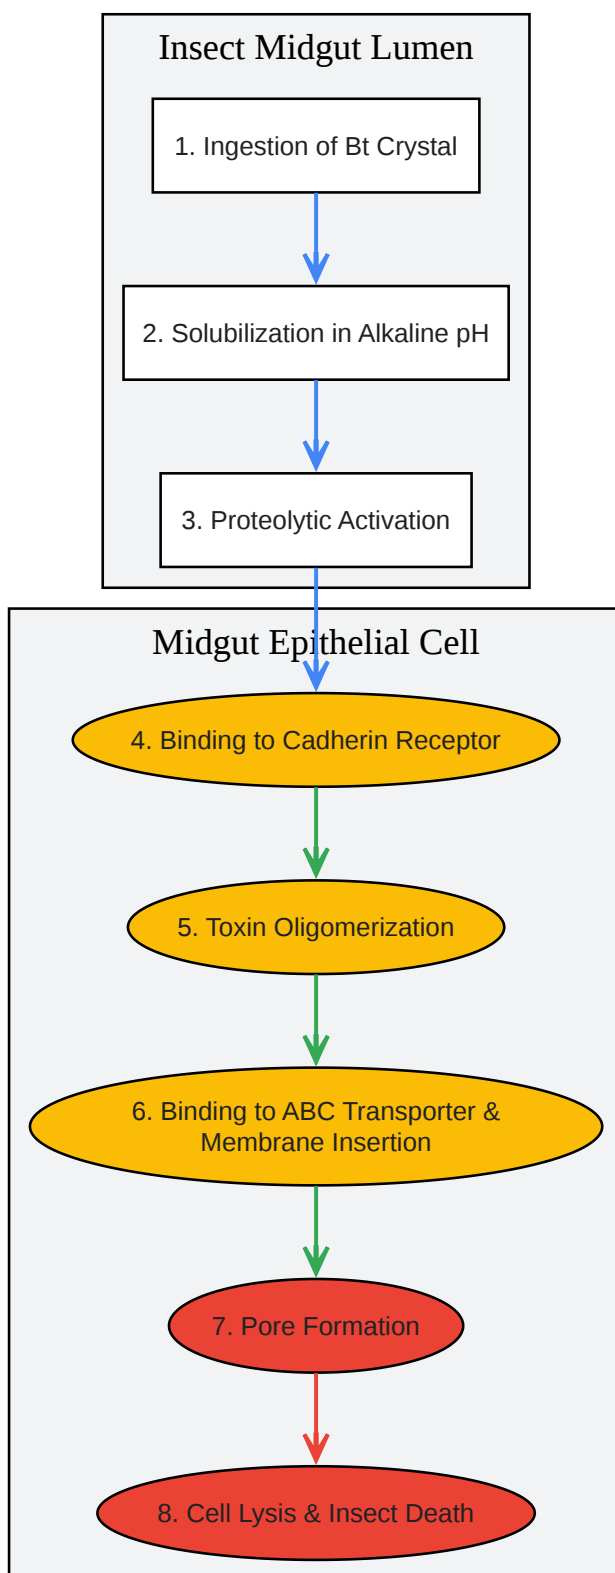 Insect Midgut Lumen
1. Ingestion of Bt Crystal
2. Solubilization in Alkaline pH
3. Proteolytic Activation
Midgut Epithelial Cell
4. Binding to Cadherin Receptor
5. Toxin Oligomerization
6. Binding to ABC Transporter &
Membrane Insertion
7. Pore Formation
8. Cell Lysis & Insect Death